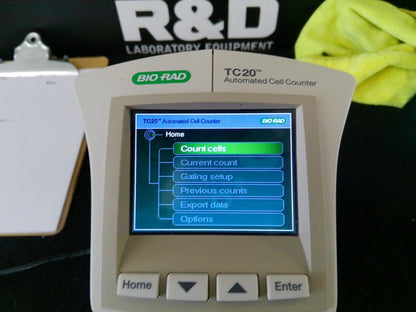 R&D
LABORATORY EQUIPMENT
BIO-RAD
TC20™
Automated Cell Counter
TC20™ Automated Cell Counter
BIO-RAD
Home
Count cells
Current count
Gating setup
Previous counts
Export data
Options
Home
Enter